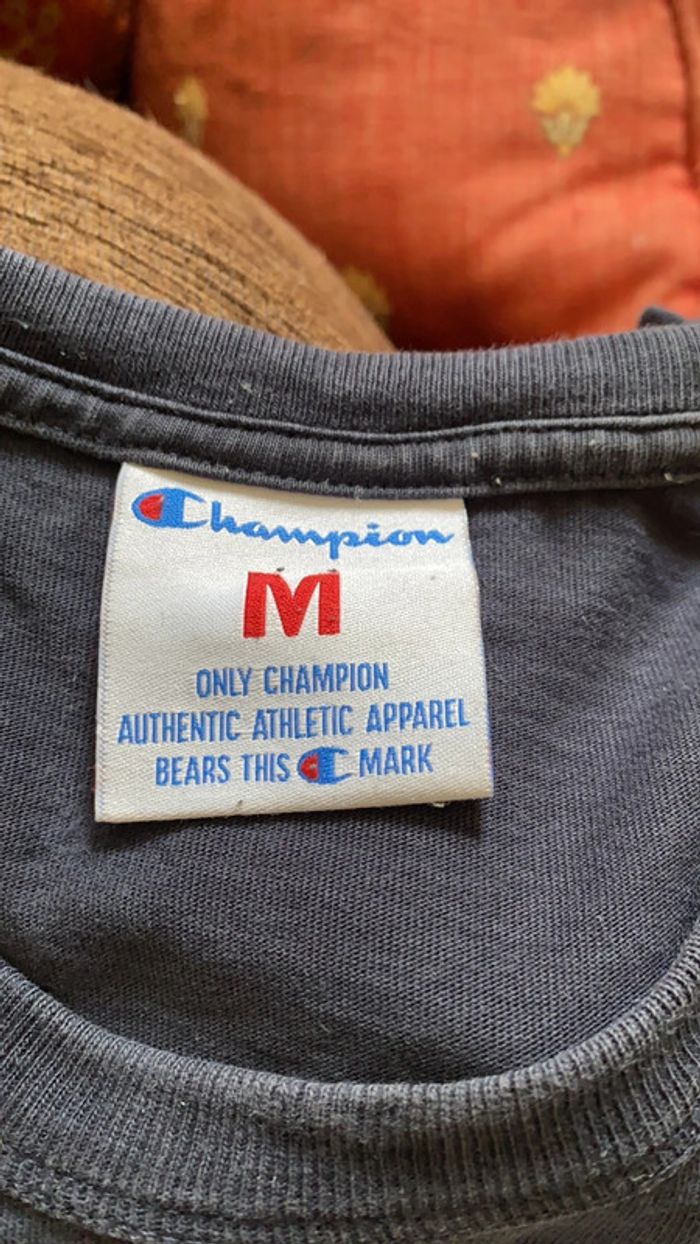 Champion
M
ONLY CHAMPION
AUTHENTIC ATHLETIC APPAREL
BEARS THIS C MARK